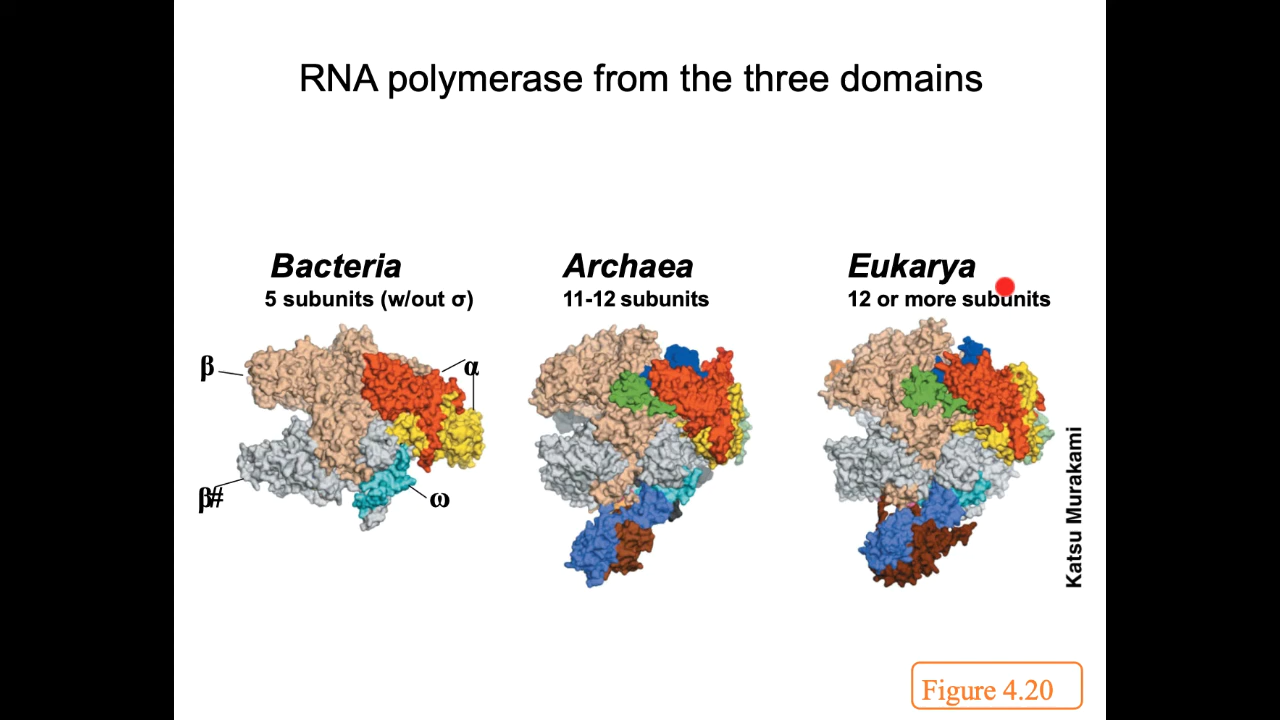 RNA polymerase from the three domains
Bacteria
5 subunits (w/out σ)
Archaea
11-12 subunits
Eukarya
12 or more subunits
β
α
β#
ω
Katsu Murakami
Figure 4.20